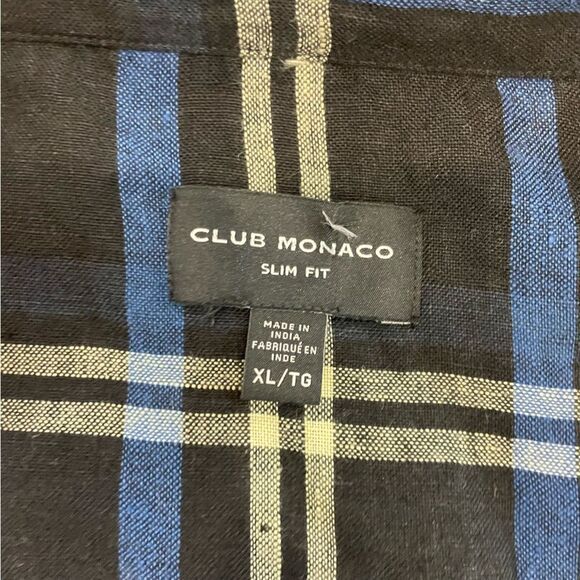 CLUB MONACO
SLIM FIT
MADE IN
INDIA
FABRIQUÉ EN
INDE
XL/TG